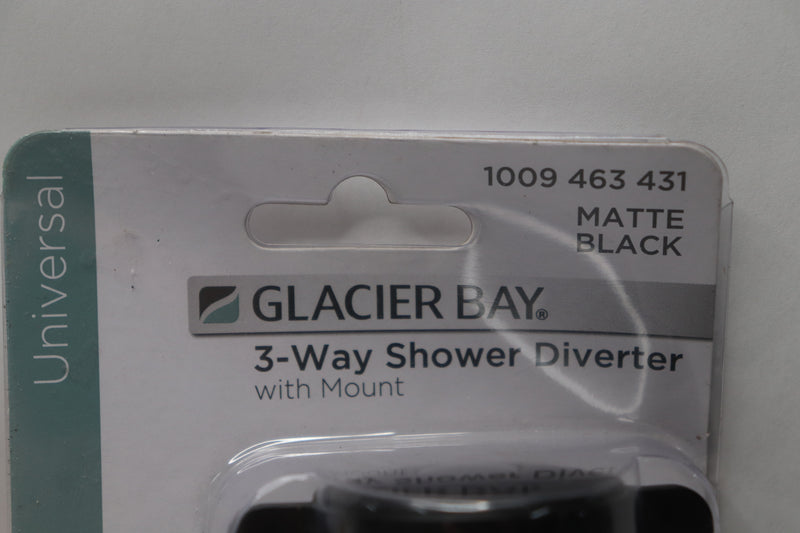 Universal
1009 463 431
MATTE
BLACK
GLACIER BAY®
3-Way Shower Diverter
with Mount